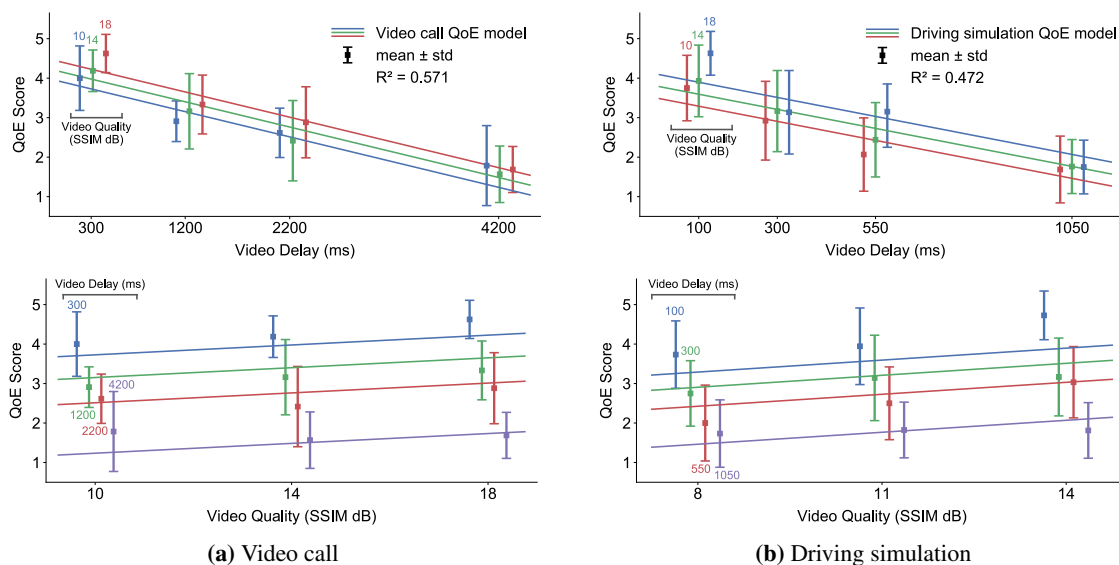 10
14
18
5
4
3
2
1
QoE Score
Video call QoE model
mean ± std
R² = 0.571
Video Quality
(SSIM dB)
300
1200
2200
4200
Video Delay (ms)
10
14
18
5
4
3
2
1
QoE Score
Driving simulation QoE model
mean ± std
R² = 0.472
Video Quality
(SSIM dB)
100
300
550
1050
Video Delay (ms)
Video Delay (ms)
300
1200
2200
4200
5
4
3
2
1
QoE Score
10
14
18
Video Quality (SSIM dB)
(a) Video call
Video Delay (ms)
100
300
550
1050
5
4
3
2
1
QoE Score
8
11
14
Video Quality (SSIM dB)
(b) Driving simulation